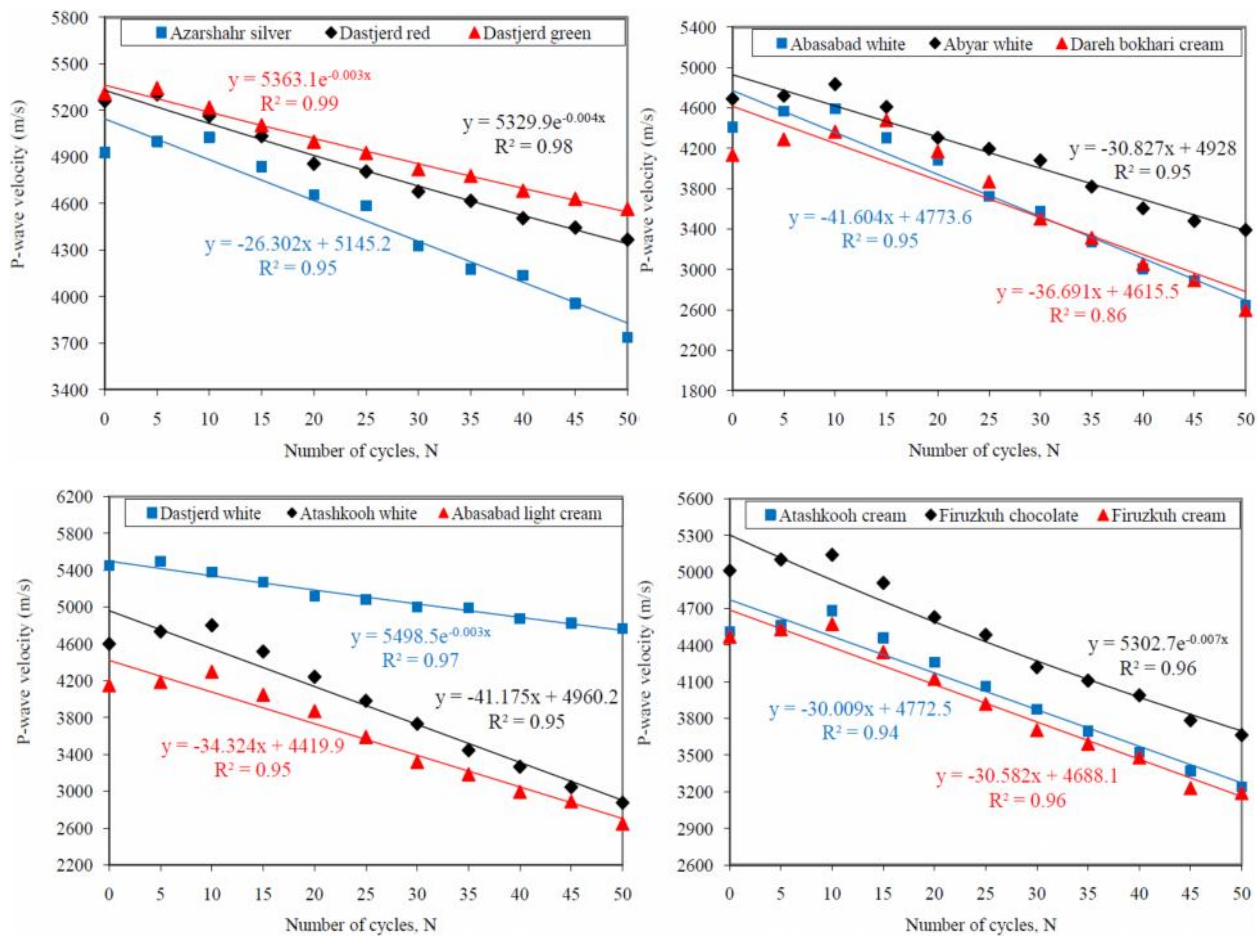 5800
5500
5200
4900
4600
4300
4000
3700
3400
P-wave velocity (m/s)
Azarshahr silver Dastjerd red Dastjerd green
y = 5363.1e^-0.003x
R² = 0.99
y = 5329.9e^-0.004x
R² = 0.98
y = -26.302x + 5145.2
R² = 0.95
0 5 10 15 20 25 30 35 40 45 50
Number of cycles, N
5400
5000
4600
4200
3800
3400
3000
2600
2200
1800
P-wave velocity (m/s)
Abasabad white Abyar white Dareh bokhari cream
y = -30.827x + 4928
R² = 0.95
y = -41.604x + 4773.6
R² = 0.95
y = -36.691x + 4615.5
R² = 0.86
0 5 10 15 20 25 30 35 40 45 50
Number of cycles, N
6200
5800
5400
5000
4600
4200
3800
3400
3000
2600
2200
P-wave velocity (m/s)
Dastjerd white Atashkooh white Abasabad light cream
y = 5498.5e^-0.003x
R² = 0.97
y = -41.175x + 4960.2
R² = 0.95
y = -34.324x + 4419.9
R² = 0.95
0 5 10 15 20 25 30 35 40 45 50
Number of cycles, N
5600
5300
5000
4700
4400
4100
3800
3500
3200
2900
2600
P-wave velocity (m/s)
Atashkooh cream Firuzkuh chocolate Firuzkuh cream
y = 5302.7e^-0.007x
R² = 0.96
y = -30.009x + 4772.5
R² = 0.94
y = -30.582x + 4688.1
R² = 0.96
0 5 10 15 20 25 30 35 40 45 50
Number of cycles, N